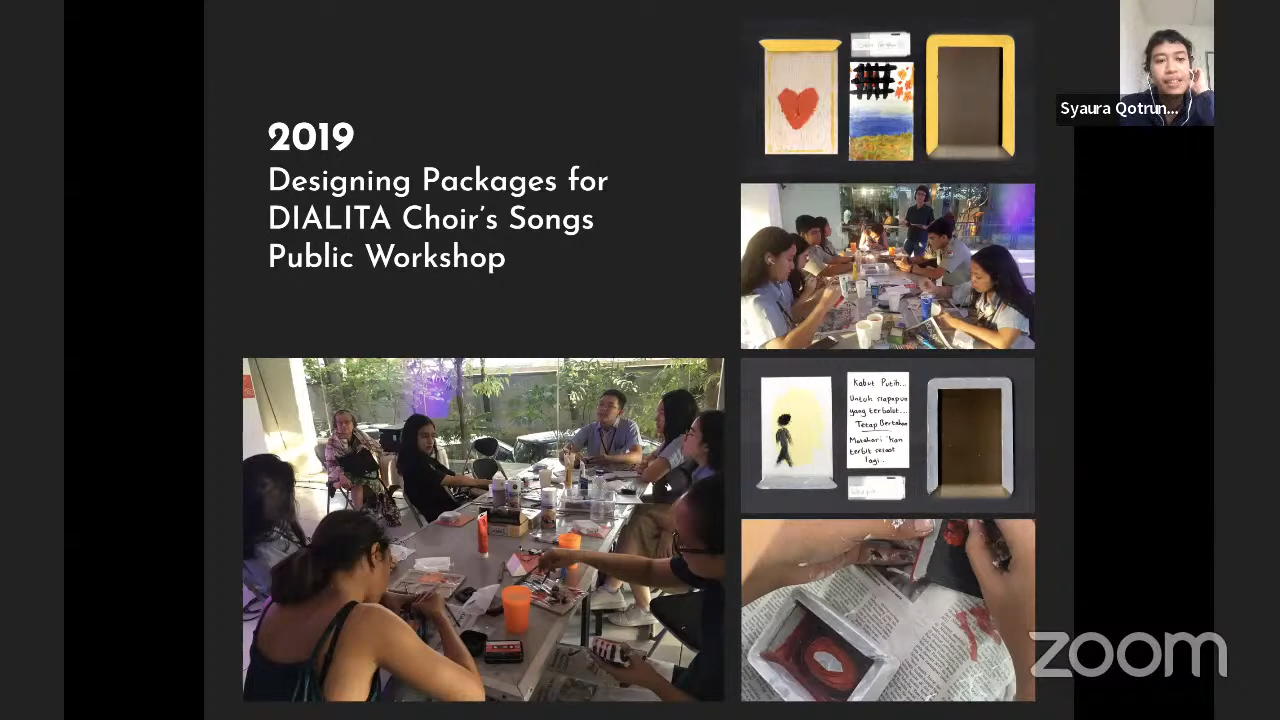 2019
Designing Packages for
DIALITA Choir's Songs
Public Workshop
Syaura Qotrun...
Kabut Putih...
Untuk siapapun
yang terbalut...
Tetap Bertahan
Matahari 'kan
terbit sesaat
lagi..
zoom